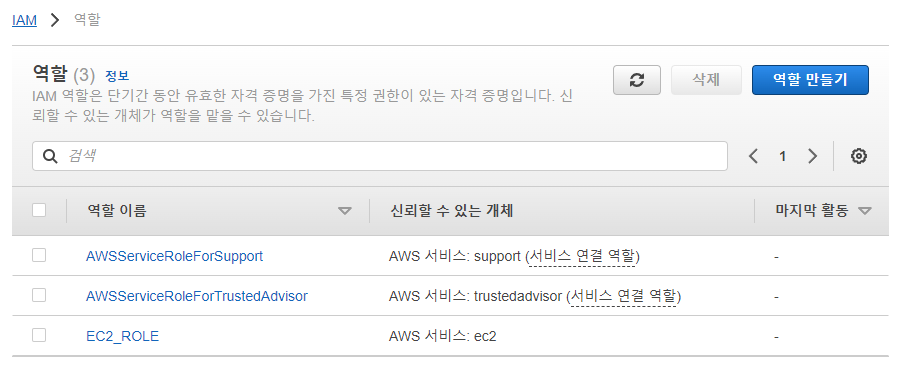 IAM > 역할
역할 (3) 정보
IAM 역할은 단기간 동안 유효한 자격 증명을 가진 특정 권한이 있는 자격 증명입니다. 신
뢰할 수 있는 개체가 역할을 맡을 수 있습니다.
삭제
역할 만들기
검색
1
역할 이름 신뢰할 수 있는 개체 마지막 활동
AWSServiceRoleForSupport AWS 서비스: support (서비스 연결 역할) -
AWSServiceRoleForTrustedAdvisor AWS 서비스: trustedadvisor (서비스 연결 역할) -
EC2_ROLE AWS 서비스: ec2 -